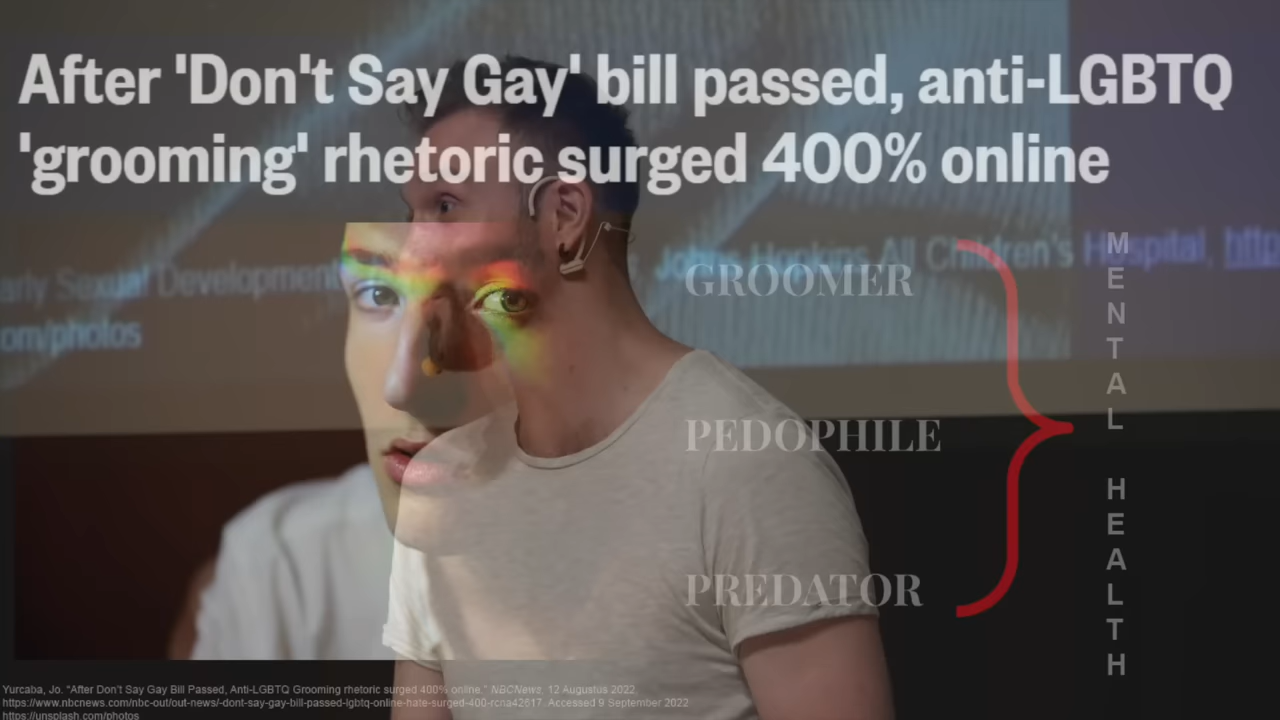 After 'Don't Say Gay' bill passed, anti-LGBTQ
'grooming' rhetoric surged 400% online
Sexual Development
Johns Hopkins All Children's Hospital, http
om/photos
GROOMER
PEDOPHILE
PREDATOR
MENTAL HEALTH
Yurcaba, Jo. "After Don't Say Gay Bill Passed, Anti-LGBTQ Grooming rhetoric surged 400% online." NBCNews, 12 Augustus 2022,
https://www.nbcnews.com/nbc-out/out-news/-dont-say-gay-bill-passed-lgbtq-online-hate-surged-400-rcna42617. Accessed 9 September 2022
https://unsplash.com/photos